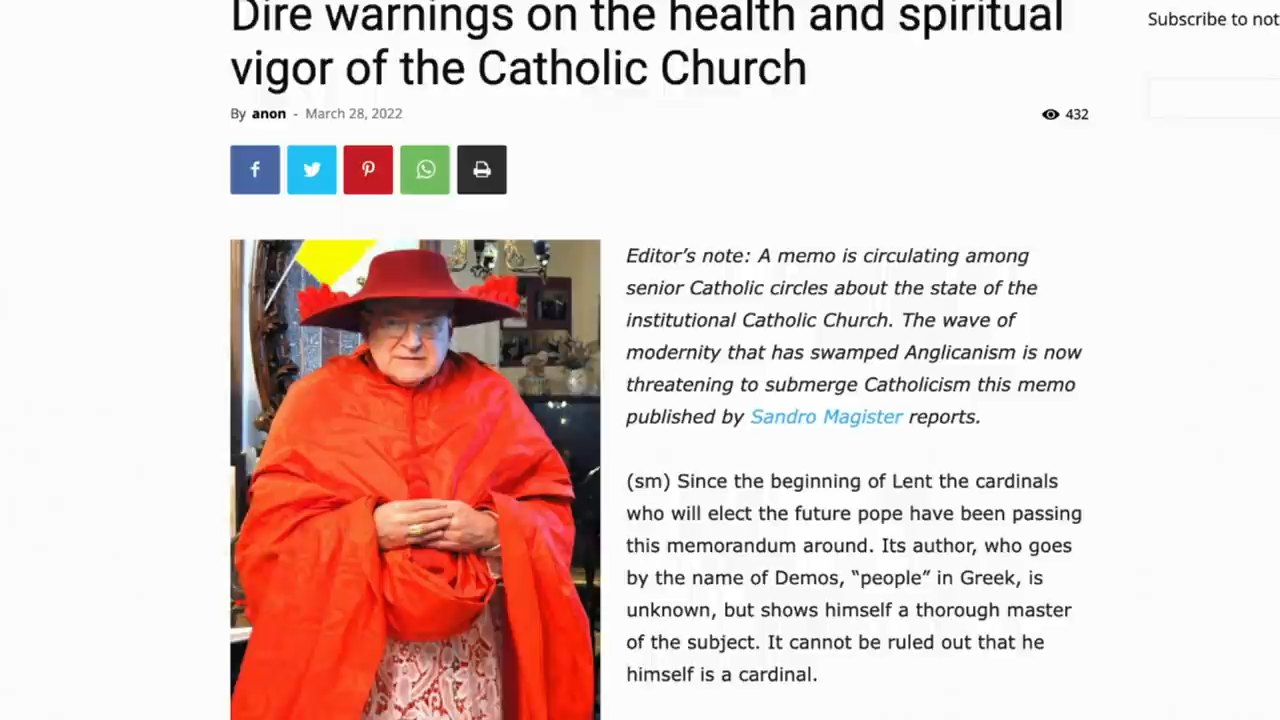 Dire warnings on the health and spiritual
vigor of the Catholic Church
Subscribe to not
By anon - March 28, 2022
432
Editor’s note: A memo is circulating among
senior Catholic circles about the state of the
institutional Catholic Church. The wave of
modernity that has swamped Anglicanism is now
threatening to submerge Catholicism this memo
published by Sandro Magister reports.
(sm) Since the beginning of Lent the cardinals
who will elect the future pope have been passing
this memorandum around. Its author, who goes
by the name of Demos, “people” in Greek, is
unknown, but shows himself a thorough master
of the subject. It cannot be ruled out that he
himself is a cardinal.